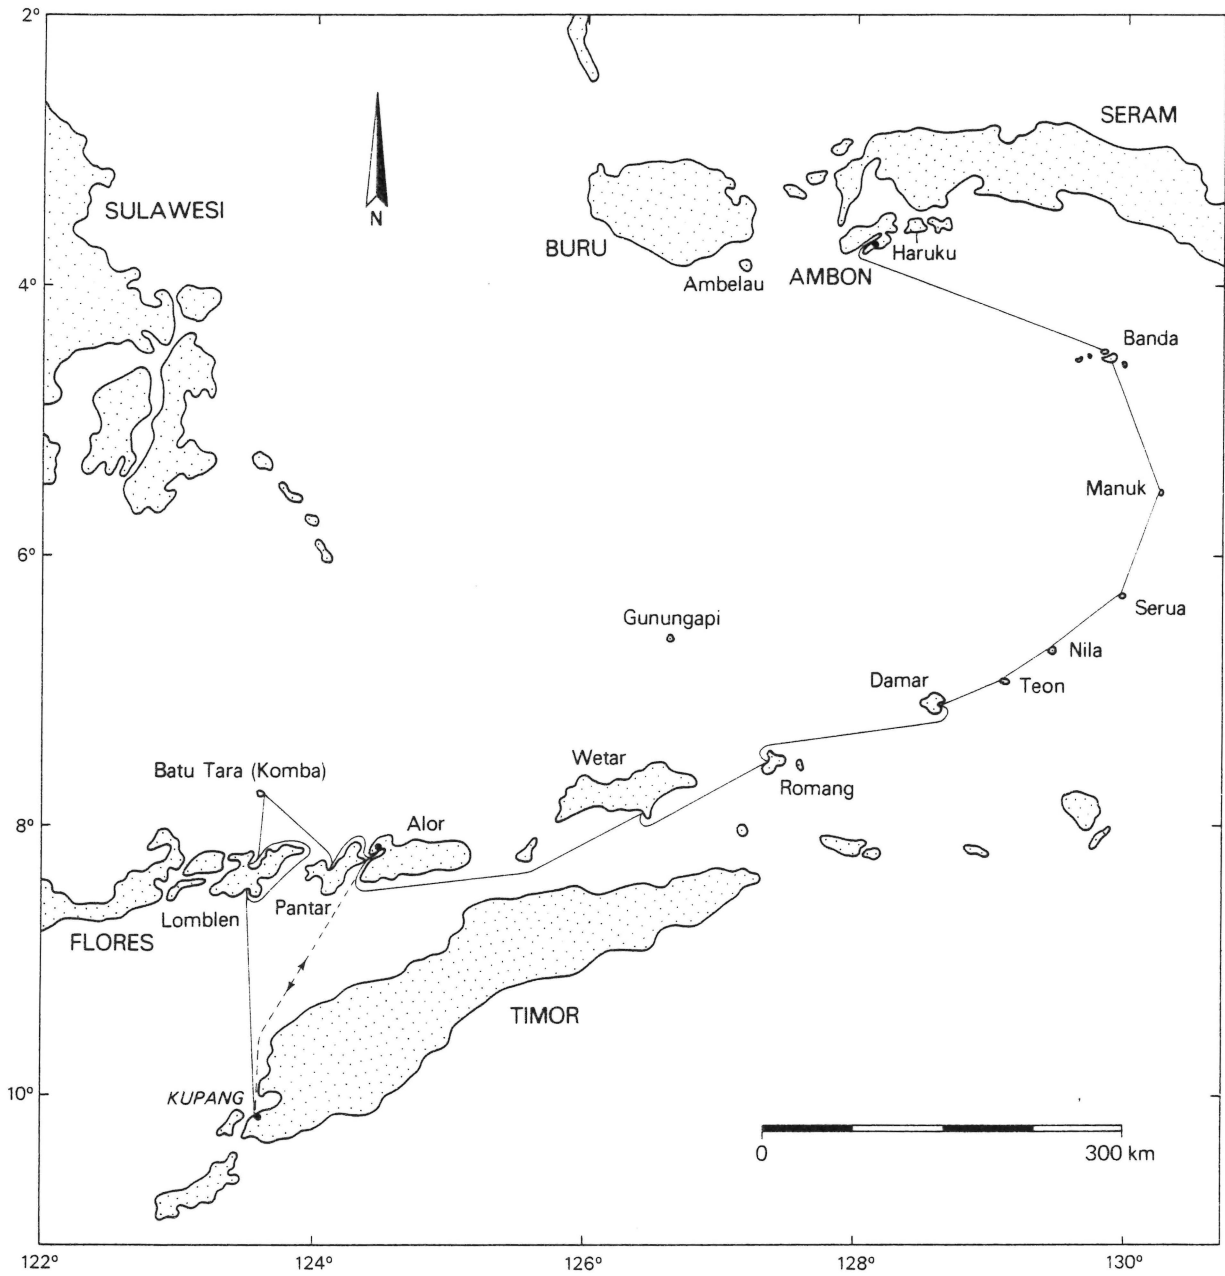 2°
SERAM
SULAWESI
N
BURU
Haruku
Ambelau
AMBON
4°
Banda
Manuk
6°
Serua
Gunungapi
Nila
Damar
Teon
Wetar
Batu Tara (Komba)
Romang
8°
Alor
Lomblen
Pantar
FLORES
TIMOR
KUPANG
10°
0
300 km
122°
124°
126°
128°
130°